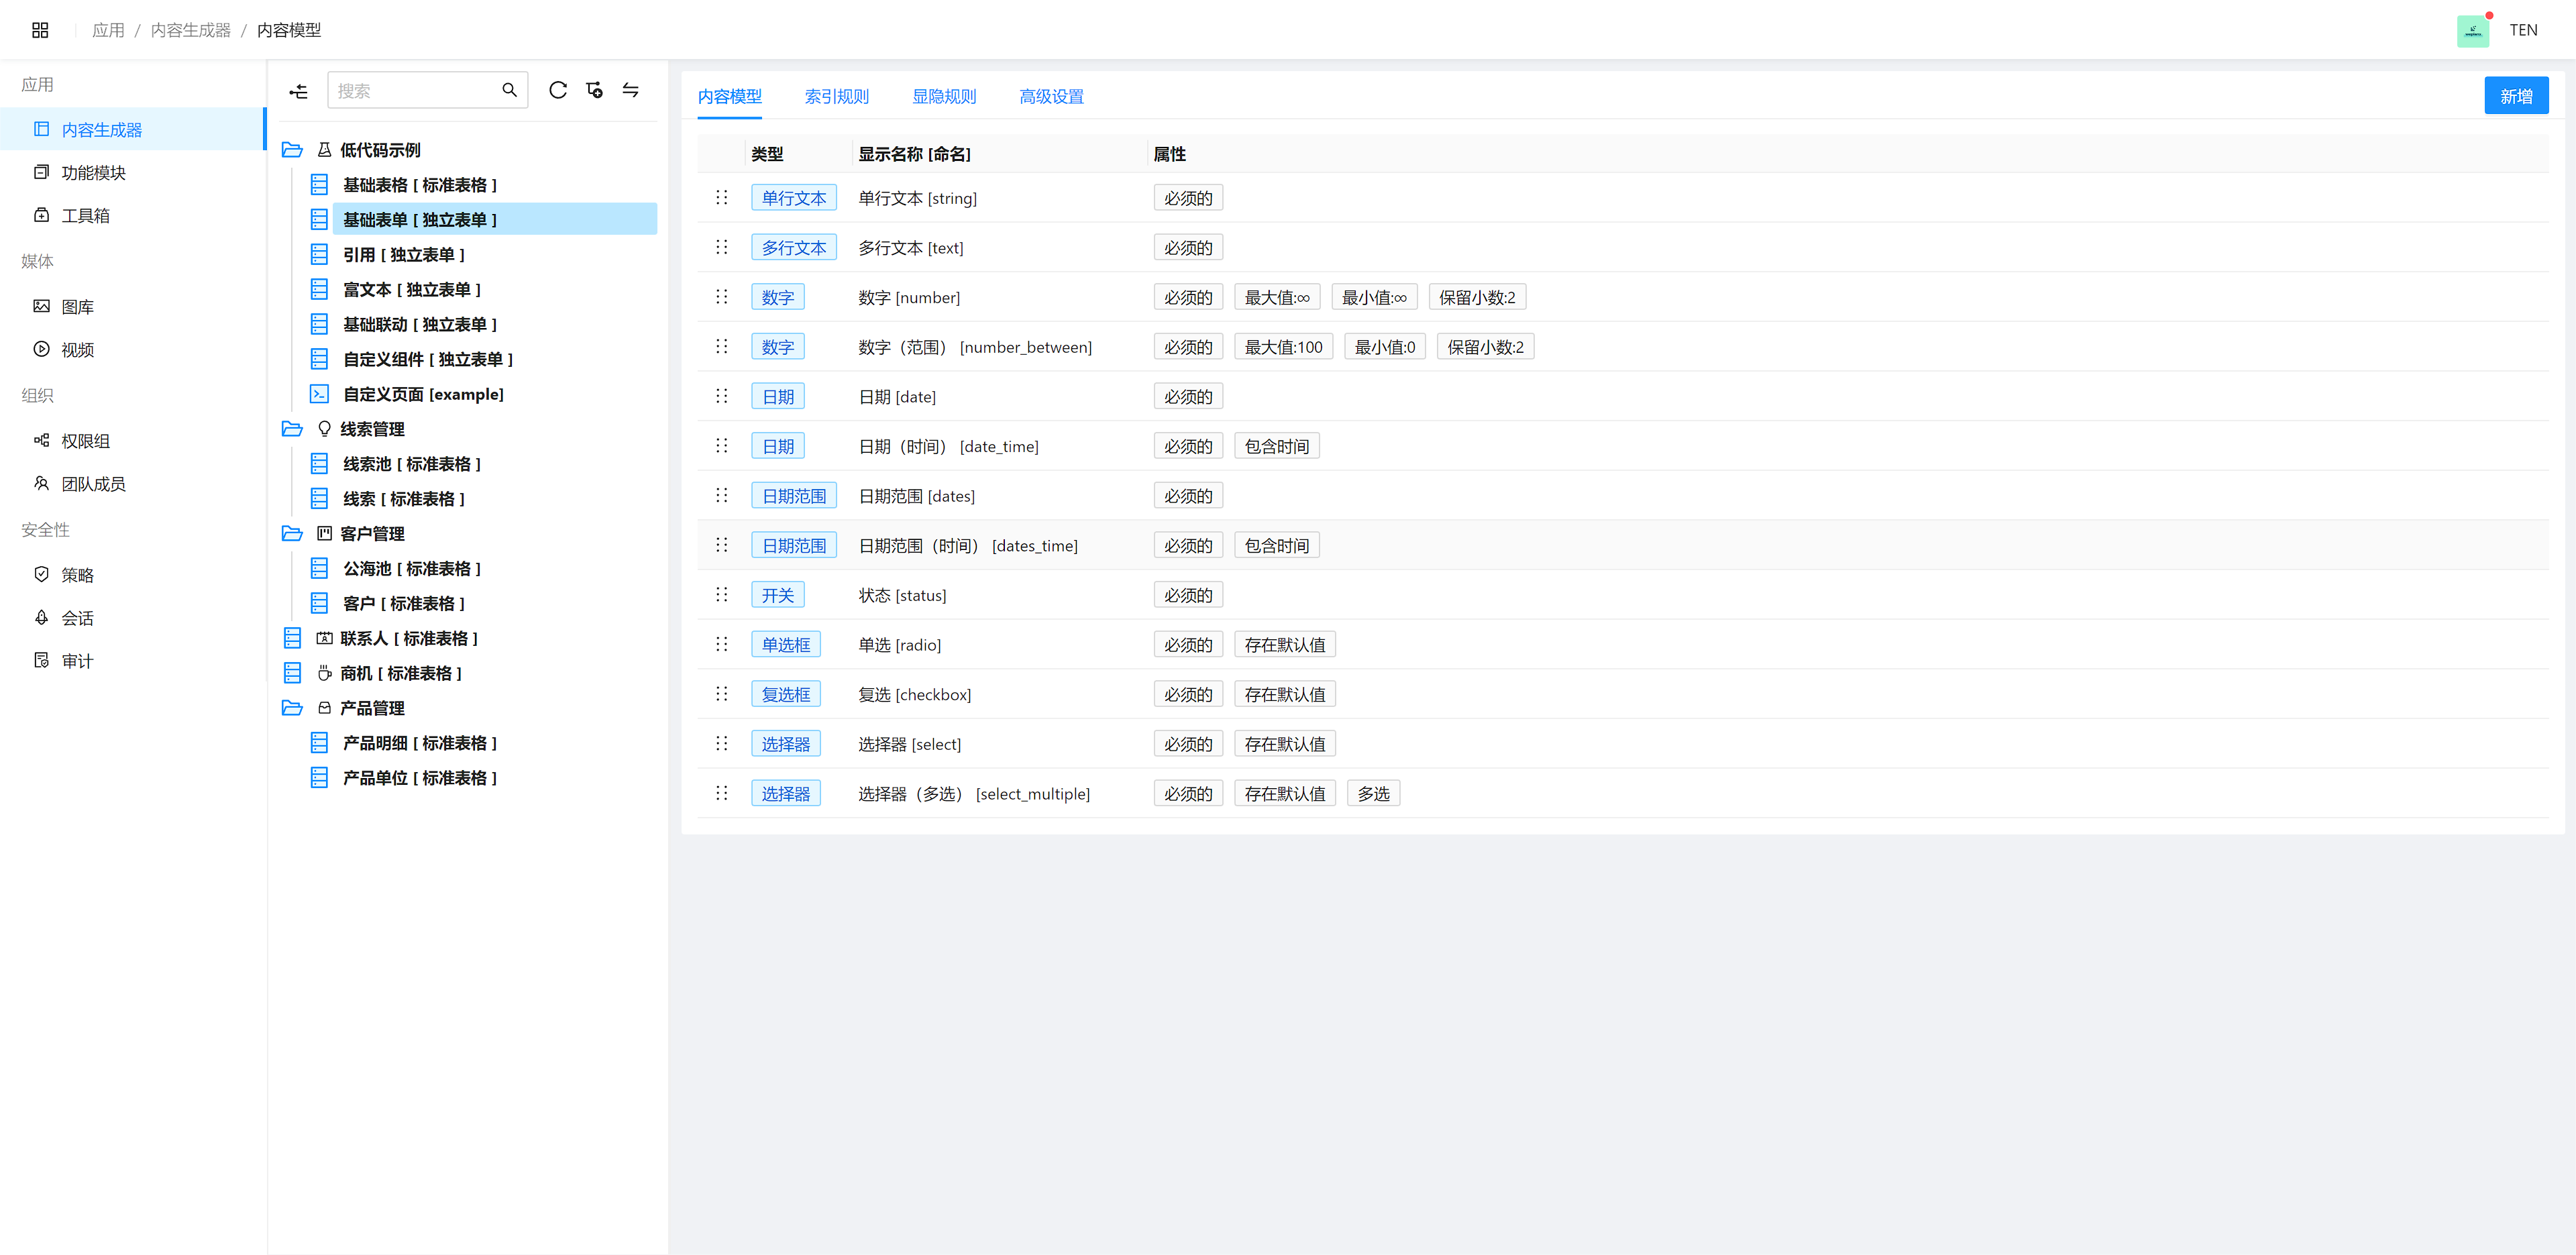 应用 / 内容生成器 / 内容模型
TEN
应用
内容生成器
功能模块
工具箱
媒体
图库
视频
组织
权限组
团队成员
安全性
策略
会话
审计
搜索
低代码示例
基础表格 [ 标准表格 ]
基础表单 [ 独立表单 ]
引用 [ 独立表单 ]
富文本 [ 独立表单 ]
基础联动 [ 独立表单 ]
自定义组件 [ 独立表单 ]
自定义页面 [example]
线索管理
线索池 [ 标准表格 ]
线索 [ 标准表格 ]
客户管理
公海池 [ 标准表格 ]
客户 [ 标准表格 ]
联系人 [ 标准表格 ]
商机 [ 标准表格 ]
产品管理
产品明细 [ 标准表格 ]
产品单位 [ 标准表格 ]
内容模型 索引规则 显隐规则 高级设置 新增
类型 显示名称 [命名] 属性
单行文本 单行文本 [string] 必须的
多行文本 多行文本 [text] 必须的
数字 数字 [number] 必须的 最大值:∞ 最小值:∞ 保留小数:2
数字 数字（范围） [number_between] 必须的 最大值:100 最小值:0 保留小数:2
日期 日期 [date] 必须的
日期 日期（时间） [date_time] 必须的 包含时间
日期范围 日期范围 [dates] 必须的
日期范围 日期范围（时间） [dates_time] 必须的 包含时间
开关 状态 [status] 必须的
单选框 单选 [radio] 必须的 存在默认值
复选框 复选 [checkbox] 必须的 存在默认值
选择器 选择器 [select] 必须的 存在默认值
选择器 选择器（多选） [select_multiple] 必须的 存在默认值 多选